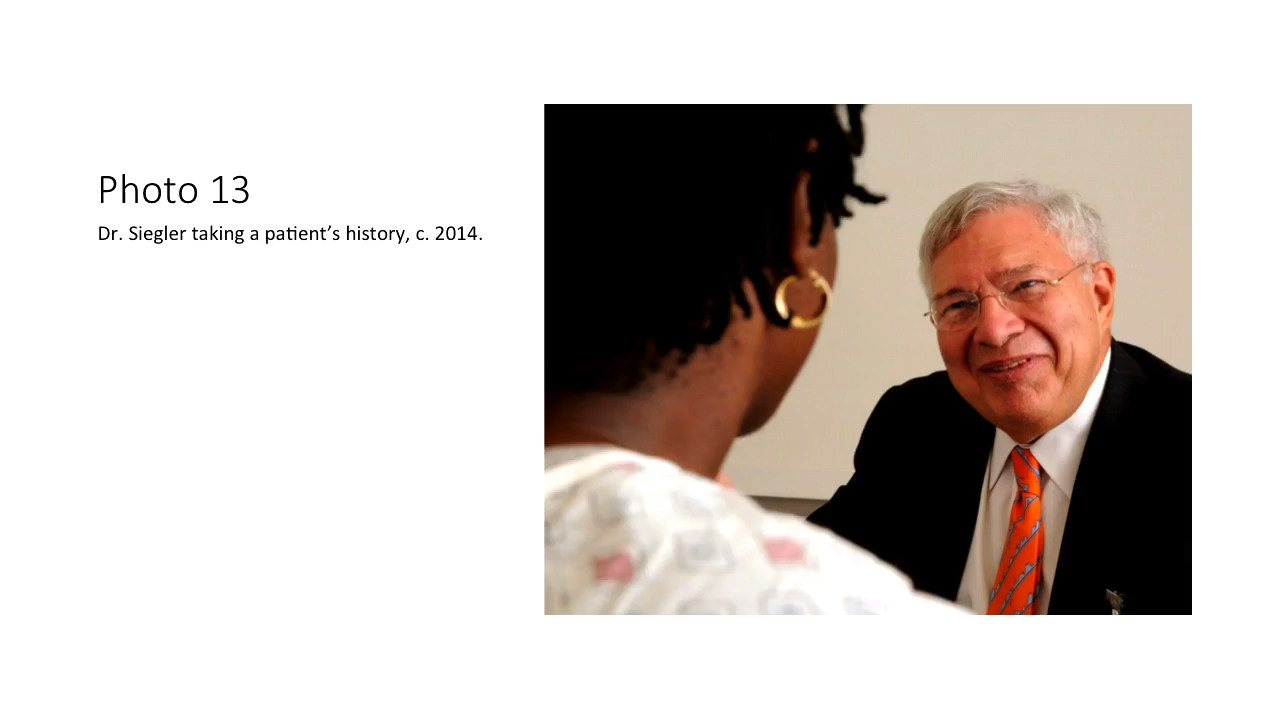 Photo 13
Dr. Siegler taking a patient’s history, c. 2014.